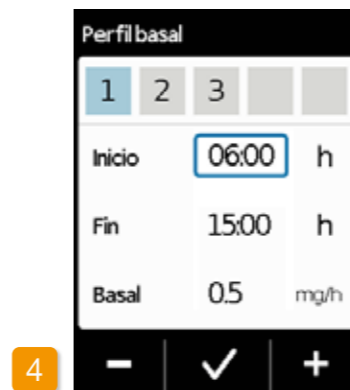 Perfil basal
1 2 3
Inicio 06:00 h
Fin 15:00 h
Basal 0.5 mg/h
4 − ✓ +